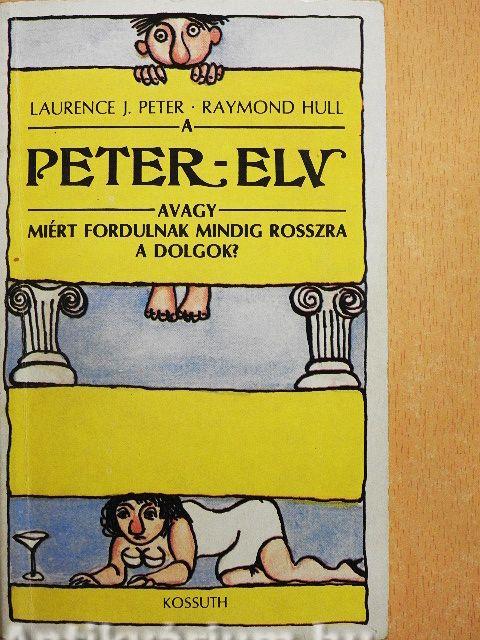 LAURENCE J. PETER · RAYMOND HULL
A
PETER-ELV
AVAGY
MIÉRT FORDULNAK MINDIG ROSSZRA
A DOLGOK?
KOSSUTH